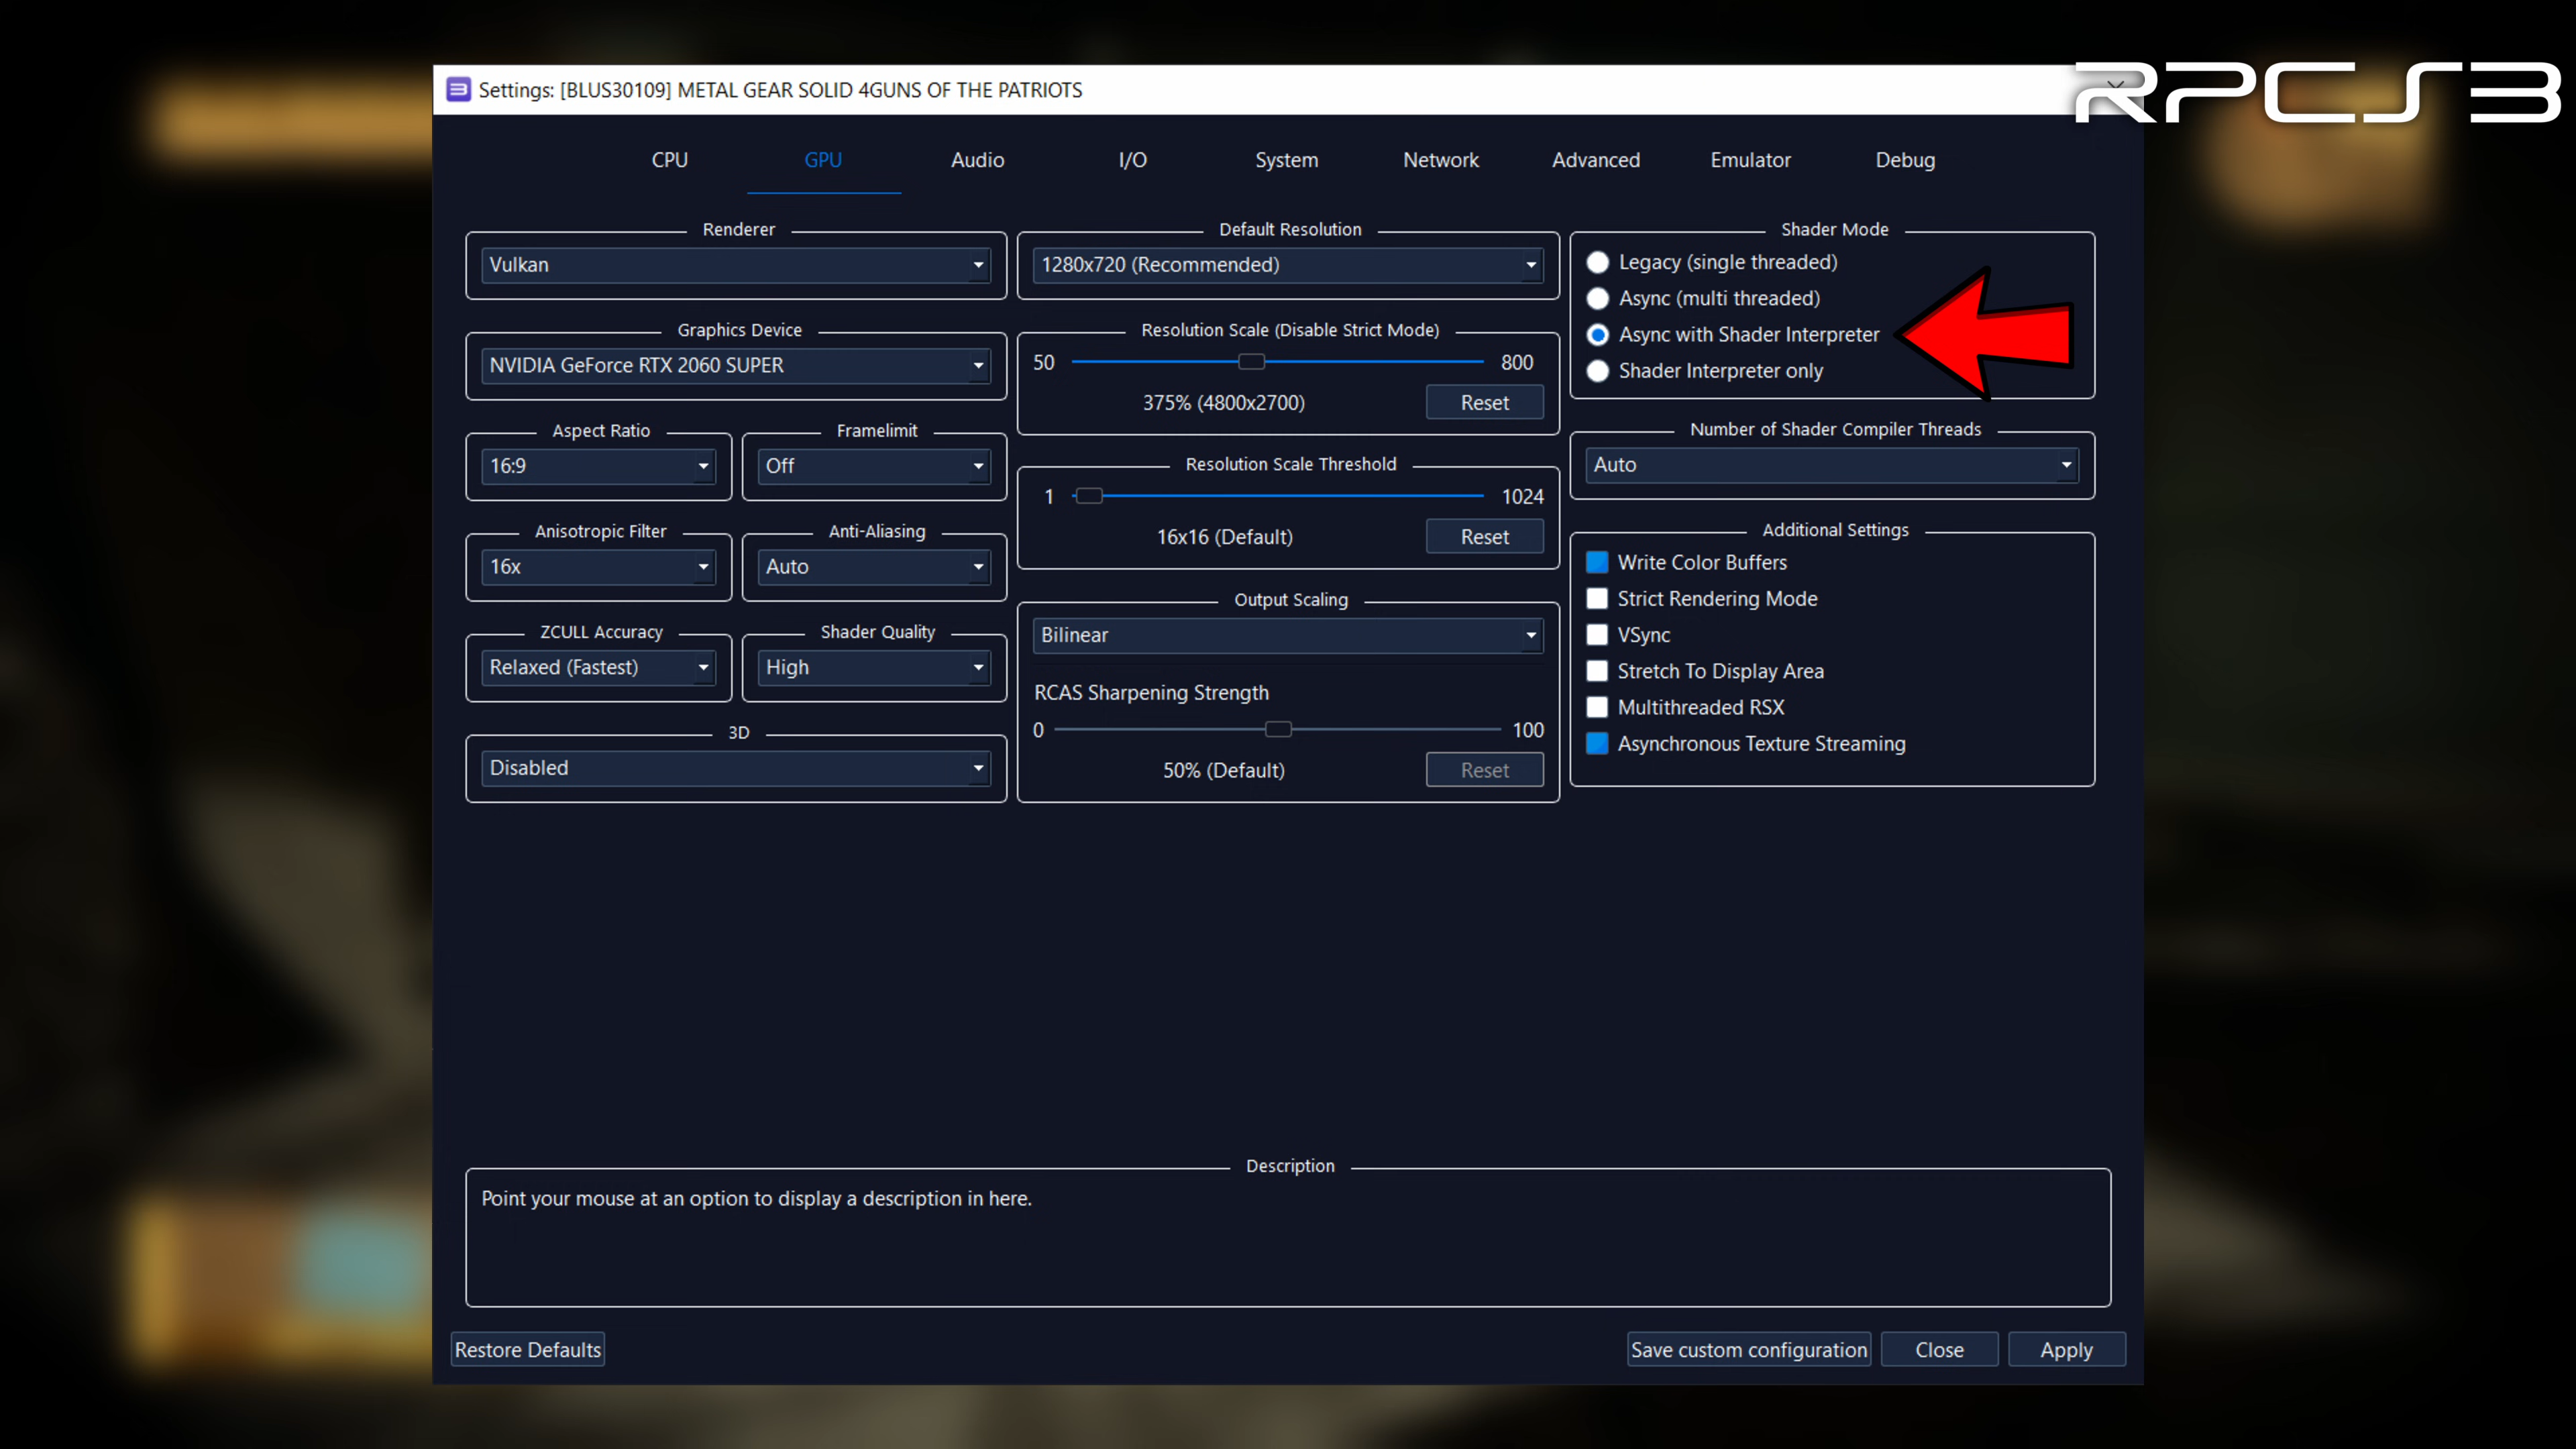 RPCS3
Settings: [BLUS30109] METAL GEAR SOLID 4GUNS OF THE PATRIOTS
CPU
GPU
Audio
I/O
System
Network
Advanced
Emulator
Debug
Renderer
Vulkan
Graphics Device
NVIDIA GeForce RTX 2060 SUPER
Aspect Ratio
16:9
Framelimit
Off
Anisotropic Filter
16x
Anti-Aliasing
Auto
ZCULL Accuracy
Relaxed (Fastest)
Shader Quality
High
3D
Disabled
Default Resolution
1280x720 (Recommended)
Resolution Scale (Disable Strict Mode)
50
800
375% (4800x2700)
Reset
Resolution Scale Threshold
1
1024
16x16 (Default)
Reset
Output Scaling
Bilinear
RCAS Sharpening Strength
0
100
50% (Default)
Reset
Shader Mode
Legacy (single threaded)
Async (multi threaded)
Async with Shader Interpreter
Shader Interpreter only
Number of Shader Compiler Threads
Auto
Additional Settings
Write Color Buffers
Strict Rendering Mode
VSync
Stretch To Display Area
Multithreaded RSX
Asynchronous Texture Streaming
Description
Point your mouse at an option to display a description in here.
Restore Defaults
Save custom configuration
Close
Apply